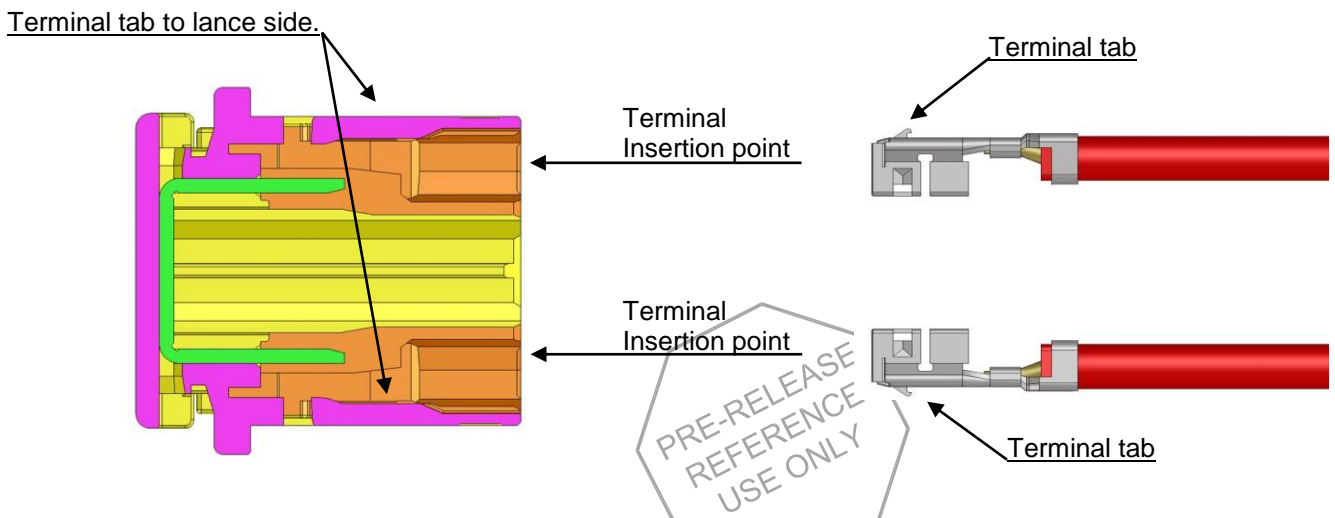 Terminal tab to lance side.
Terminal tab
Terminal
Insertion point
Terminal
Insertion point
PRE-RELEASE
REFERENCE
USE ONLY
Terminal tab